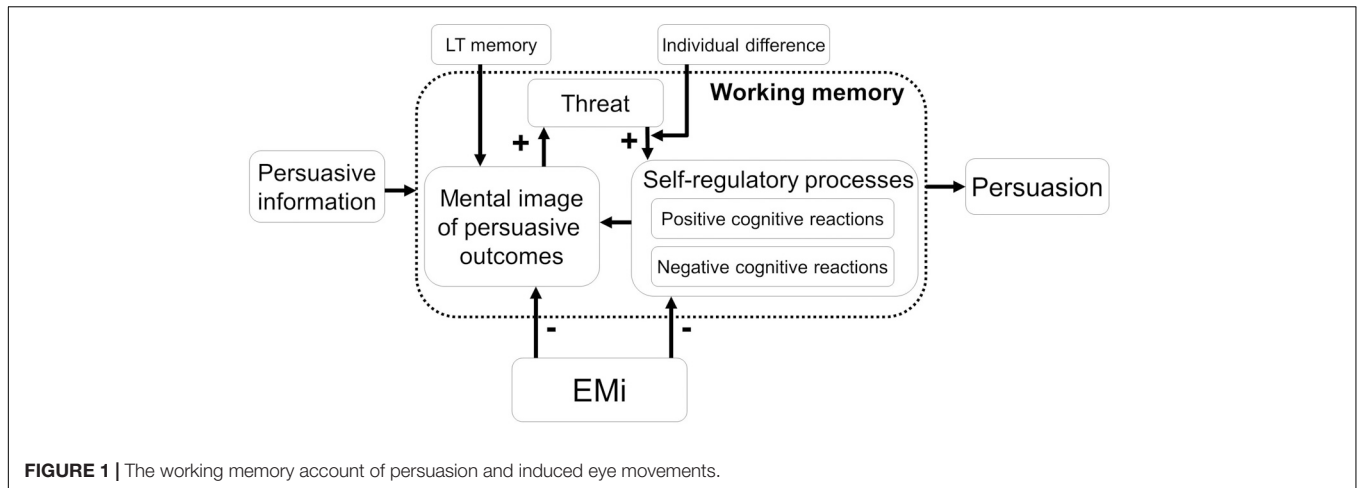 LT memory
Individual difference
Working memory
Threat
+
+
Persuasive
information
Mental image
of persuasive
outcomes
Self-regulatory processes
Positive cognitive reactions
Negative cognitive reactions
Persuasion
-
-
EMi
FIGURE 1 | The working memory account of persuasion and induced eye movements.